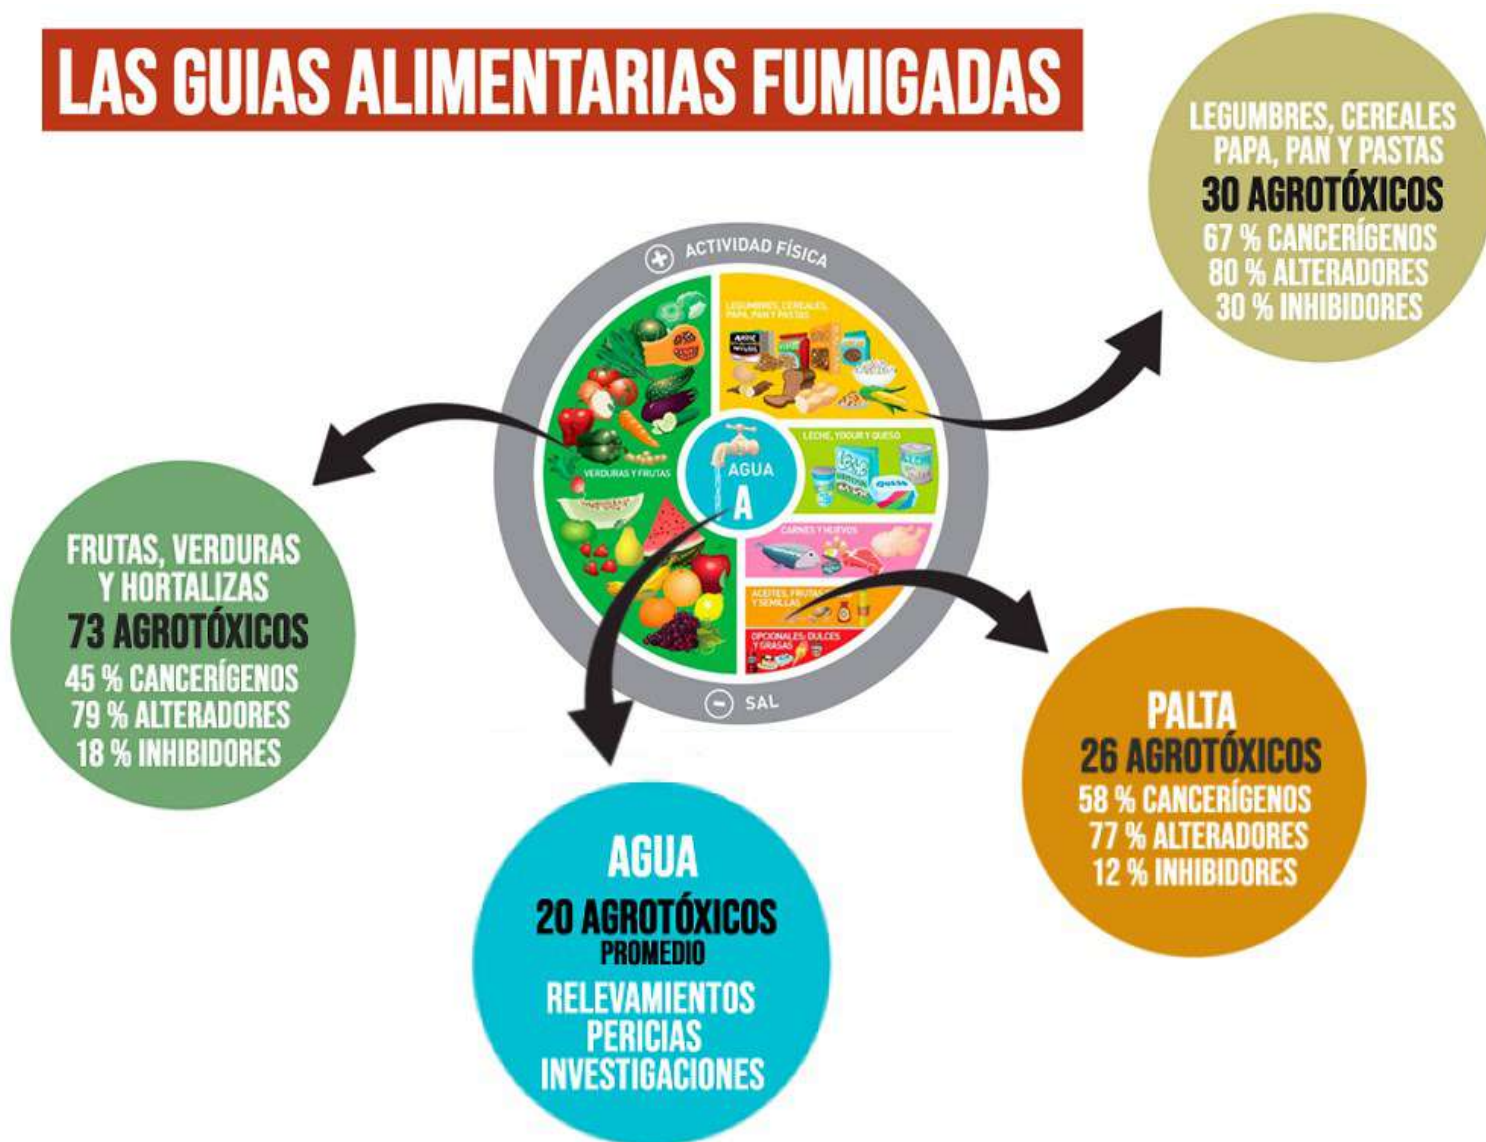 LAS GUIAS ALIMENTARIAS FUMIGADAS
LEGUMBRES, CEREALES
PAPA, PAN Y PASTAS
30 AGROTÓXICOS
67 % CANCERÍGENOS
80 % ALTERADORES
30 % INHIBIDORES
ACTIVIDAD FÍSICA
LEGUMBRES, CEREALES,
PAPA, PAN Y PASTAS
LECHE, YOGUR Y QUESO
VERDURAS Y FRUTAS
AGUA
A
CARNES Y HUEVOS
ACEITES, FRUTAS
Y SEMILLAS
OPCIONALES: DULCES
Y GRASAS
SAL
FRUTAS, VERDURAS
Y HORTALIZAS
73 AGROTÓXICOS
45 % CANCERÍGENOS
79 % ALTERADORES
18 % INHIBIDORES
PALTA
26 AGROTÓXICOS
58 % CANCERÍGENOS
77 % ALTERADORES
12 % INHIBIDORES
AGUA
20 AGROTÓXICOS
PROMEDIO
RELEVAMIENTOS
PERICIAS
INVESTIGACIONES